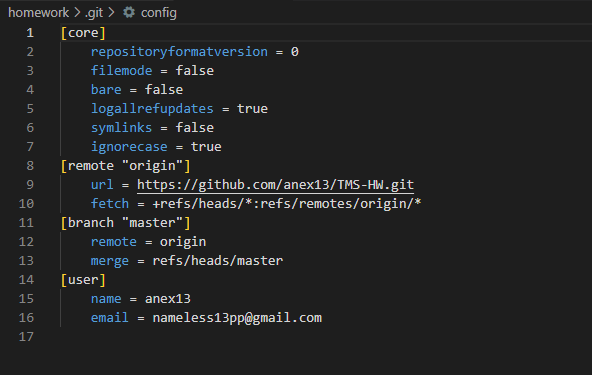 homework > .git > config
1 [core]
2 repositoryformatversion = 0
3 filemode = false
4 bare = false
5 logallrefupdates = true
6 symlinks = false
7 ignorecase = true
8 [remote "origin"]
9 url = https://github.com/anex13/TMS-HW.git
10 fetch = +refs/heads/*:refs/remotes/origin/*
11 [branch "master"]
12 remote = origin
13 merge = refs/heads/master
14 [user]
15 name = anex13
16 email = nameless13pp@gmail.com
17